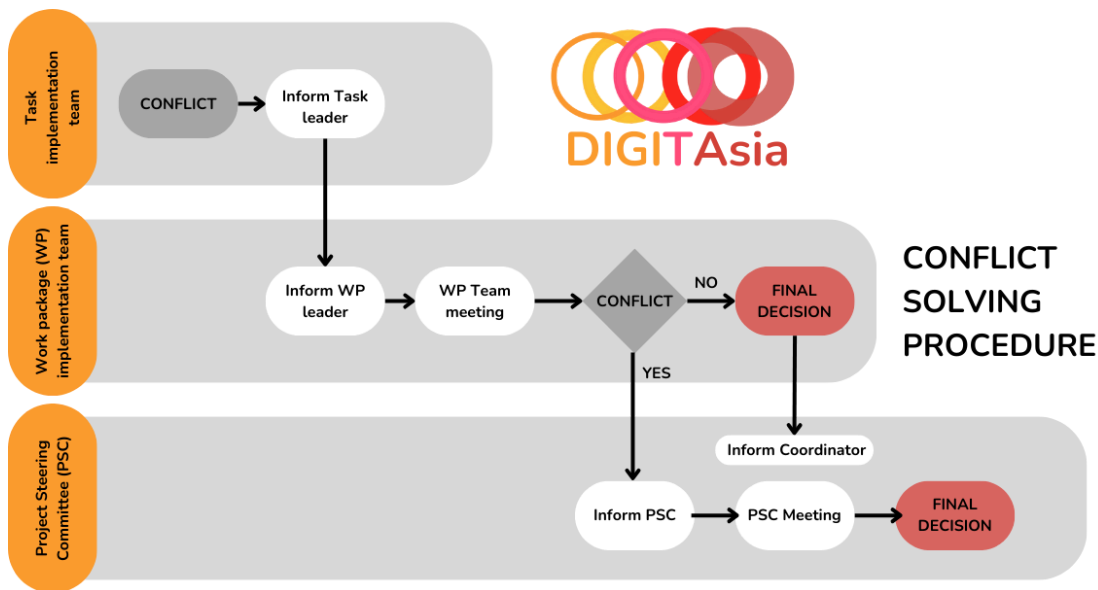 Task
implementation
team
CONFLICT
Inform Task
leader
DIGITAsia
Work package (WP)
implementation team
Inform WP
leader
WP Team
meeting
CONFLICT
NO
FINAL
DECISION
YES
CONFLICT
SOLVING
PROCEDURE
Project Steering
Committee (PSC)
Inform Coordinator
Inform PSC
PSC Meeting
FINAL
DECISION